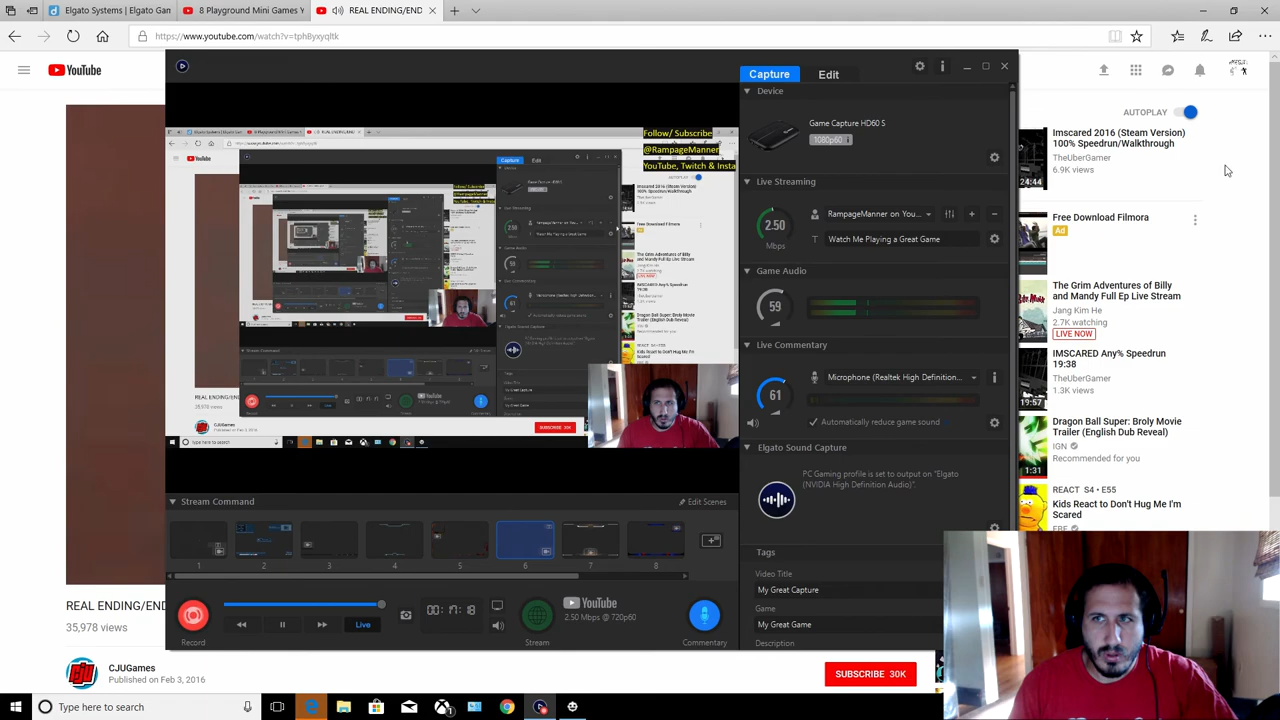 Elgato Systems | Elgato Gan
8 Playground Mini Games Y
REAL ENDING/END
https://www.youtube.com/watch?v=tphByxyqltk
YouTube
Capture
Edit
Device
Game Capture HD60 S
1080p60
Live Streaming
2.50
Mbps
RampageManner on You...
Watch Me Playing a Great Game
Game Audio
59
Live Commentary
61
Microphone (Realtek High Definition...
Automatically reduce game sound
Elgato Sound Capture
PC Gaming profile is set to output on "Elgato
(NVIDIA High Definition Audio)".
Tags
Video Title
My Great Capture
Game
My Great Game
Description
Follow/ Subscribe
@RampageManner
YouTube, Twitch & Insta
Stream Command
Edit Scenes
1
2
3
4
5
6
7
8
Live
Record
YouTube
2.50 Mbps @ 720p60
Stream
Commentary
AUTOPLAY
Imscared 2016 (Steam Version)
100% Speedrun/Walkthrough
TheUberGamer
6.9K views
24:44
Free Download Filmora
Ad
The Grim Adventures of Billy
and Mandy Full Ep Live Stream
Jang Kim He
2.7K watching
LIVE NOW
IMSCARED Any% Speedrun
19:38
TheUberGamer
1.3K views
19:57
Dragon Ball Super: Broly Movie
Trailer (English Dub Reveal)
IGN
Recommended for you
1:31
REACT S4 • E55
Kids React to Don't Hug Me I'm
Scared
FBE
REAL ENDING/END
35,978 views
CJUGames
Published on Feb 3, 2016
SUBSCRIBE 30K
Type here to search